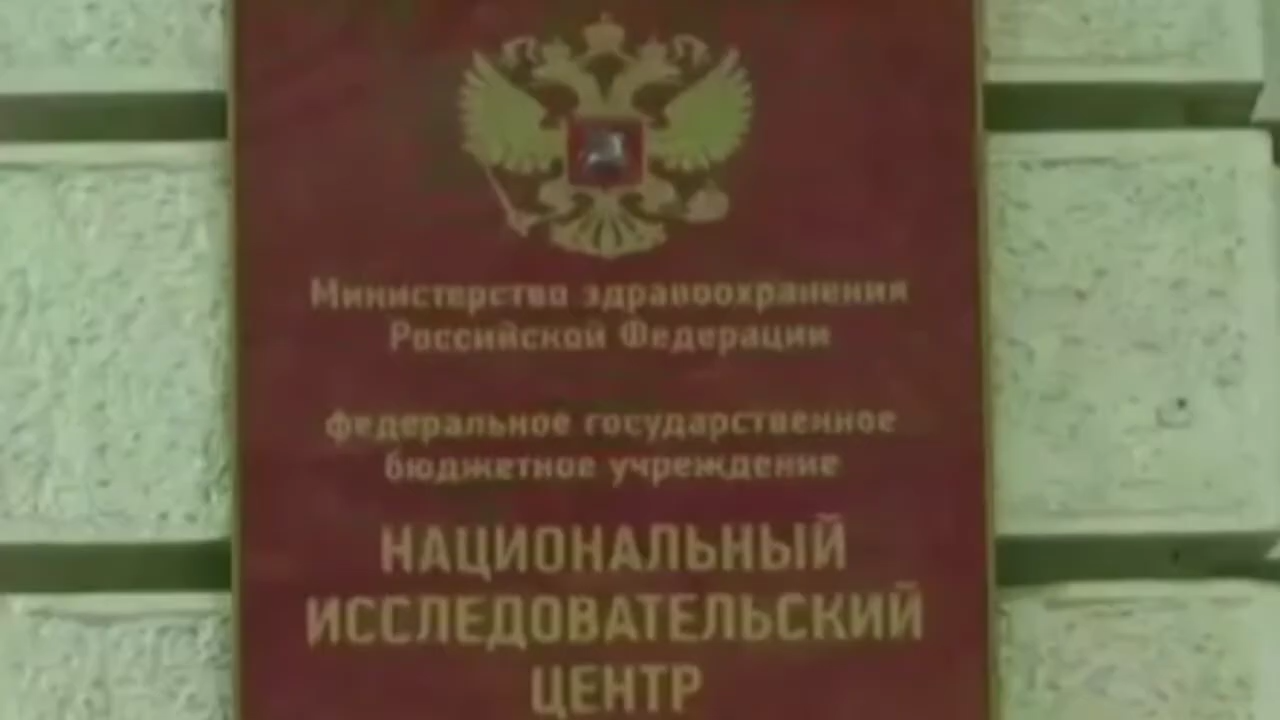 Министерство здравоохранения
Российской Федерации
федеральное государственное
бюджетное учреждение
НАЦИОНАЛЬНЫЙ
ИССЛЕДОВАТЕЛЬСКИЙ
ЦЕНТР